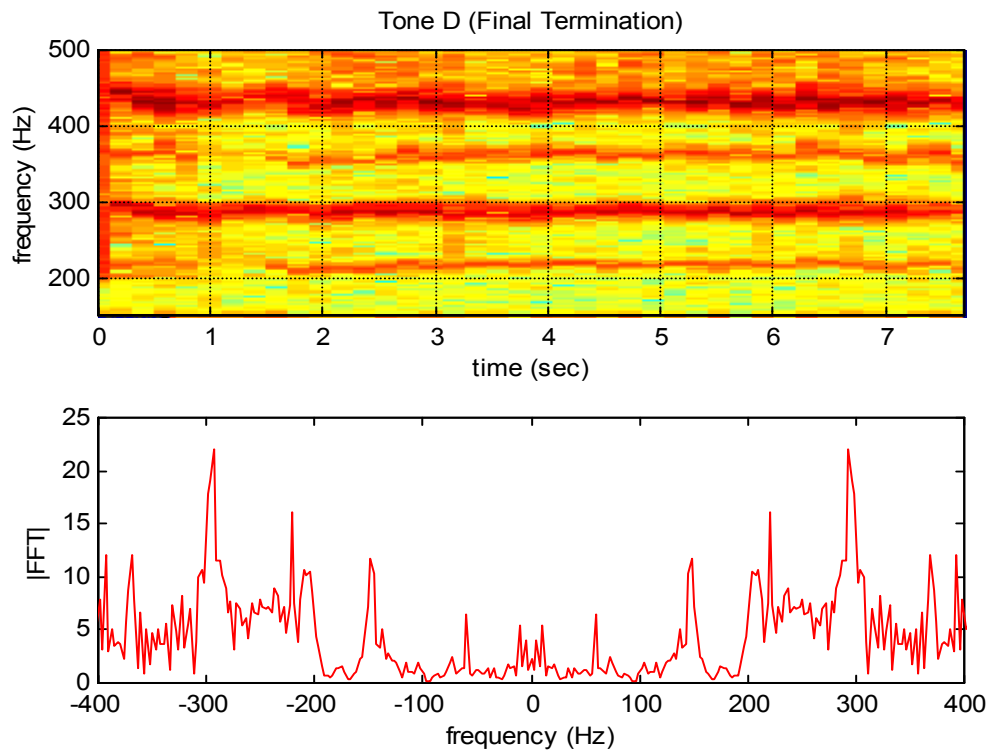 Tone D (Final Termination)
500
400
300
200
frequency (Hz)
0 1 2 3 4 5 6 7
time (sec)
25
20
15
10
5
0
|FFT|
-400 -300 -200 -100 0 100 200 300 400
frequency (Hz)